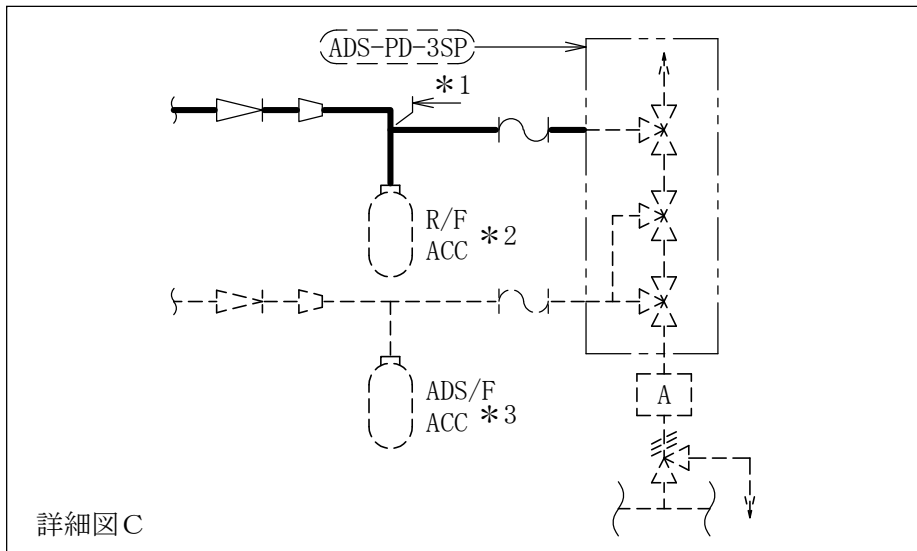 ADS-PD-3SP
*1
R/F
ACC *2
ADS/F
ACC *3
A
詳細図C